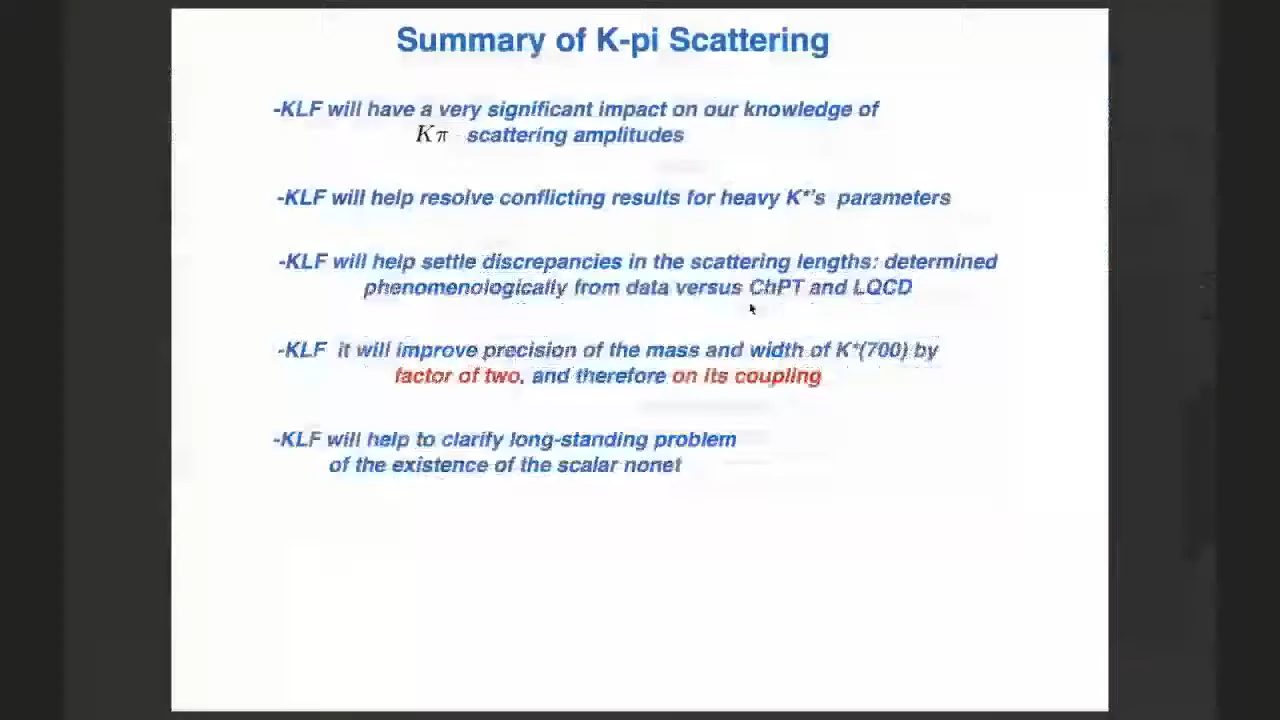 Summary of K-pi Scattering
-KLF will have a very significant impact on our knowledge of
Kπ scattering amplitudes
-KLF will help resolve conflicting results for heavy K*'s parameters
-KLF will help settle discrepancies in the scattering lengths: determined
phenomenologically from data versus ChPT and LQCD
-KLF it will improve precision of the mass and width of K*(700) by
factor of two, and therefore on its coupling
-KLF will help to clarify long-standing problem
of the existence of the scalar nonet